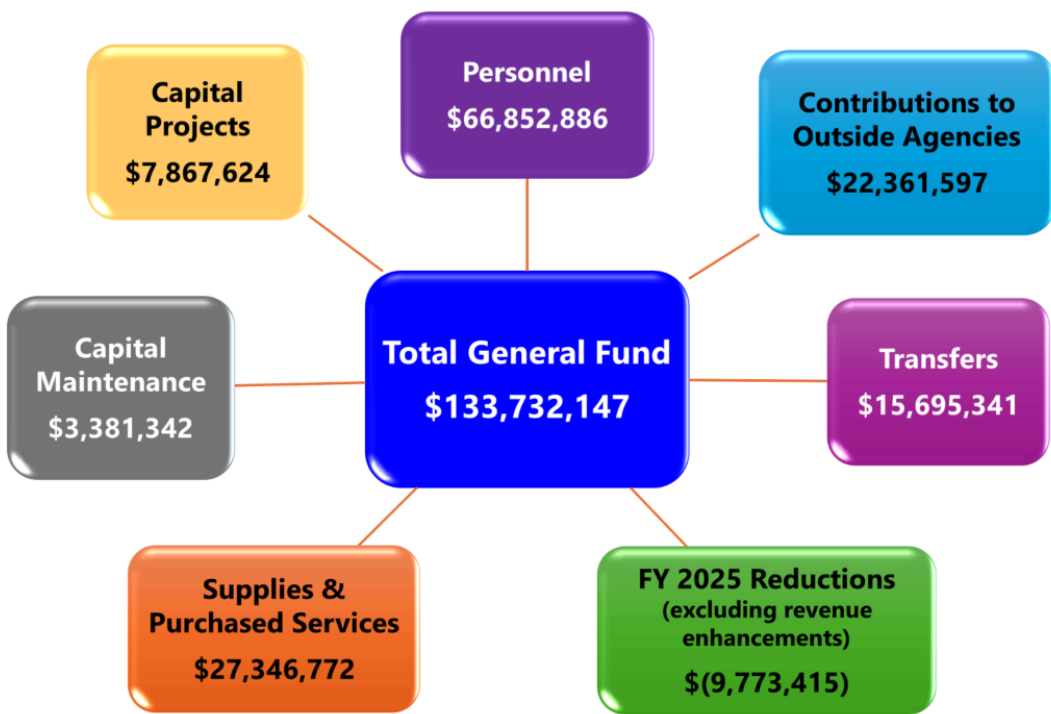 Personnel
$66,852,886
Capital
Projects
$7,867,624
Contributions to
Outside Agencies
$22,361,597
Total General Fund
$133,732,147
Capital
Maintenance
$3,381,342
Transfers
$15,695,341
Supplies &
Purchased Services
$27,346,772
FY 2025 Reductions
(excluding revenue
enhancements)
$(9,773,415)